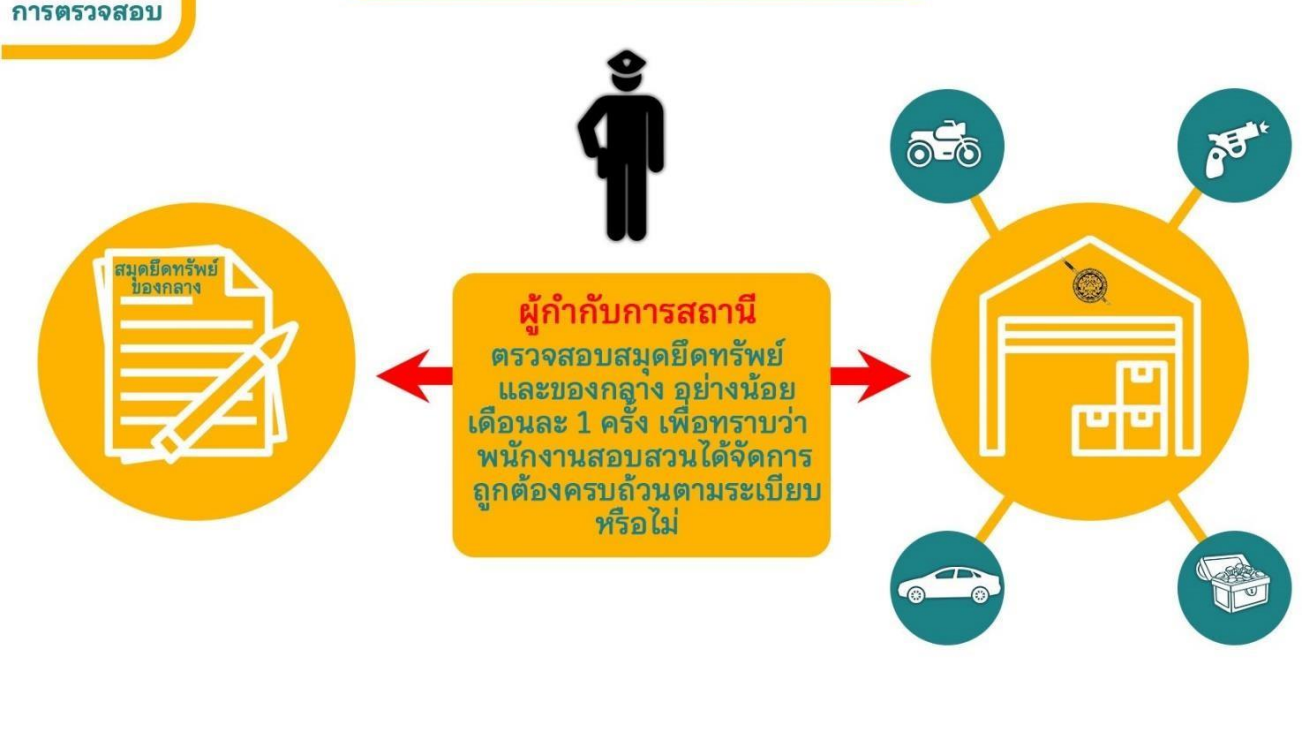 การตรวจสอบ
สมุดยึดทรัพย์
ของกลาง
ผู้กำกับการสถานี
ตรวจสอบสมุดยึดทรัพย์
และของกลาง อย่างน้อย
เดือนละ 1 ครั้ง เพื่อทราบว่า
พนักงานสอบสวนได้จัดการ
ถูกต้องครบถ้วนตามระเบียบ
หรือไม่